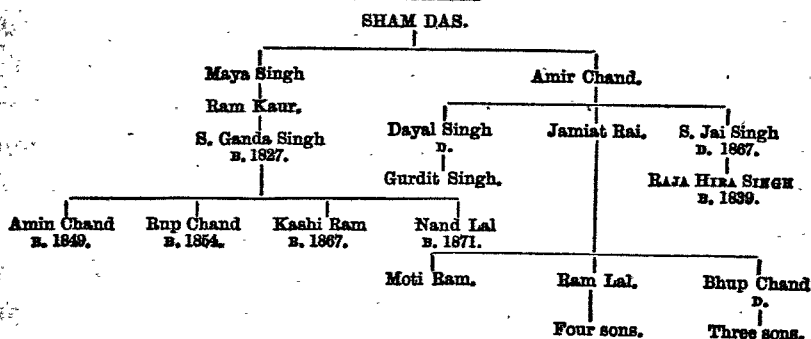 SHAM DAS.
Maya Singh
Amir Chand.
Ram Kaur.
S. Ganda Singh
B. 1827.
Dayal Singh
D.
Jamiat Rai.
S. Jai Singh
D. 1867.
Gurdit Singh.
RAJA HIRA SINGH
B. 1839.
Amin Chand
B. 1849.
Rup Chand
B. 1854.
Kashi Ram
B. 1867.
Nand Lal
B. 1871.
Moti Ram.
Ram Lal.
Bhup Chand
D.
Four sons.
Three sons.